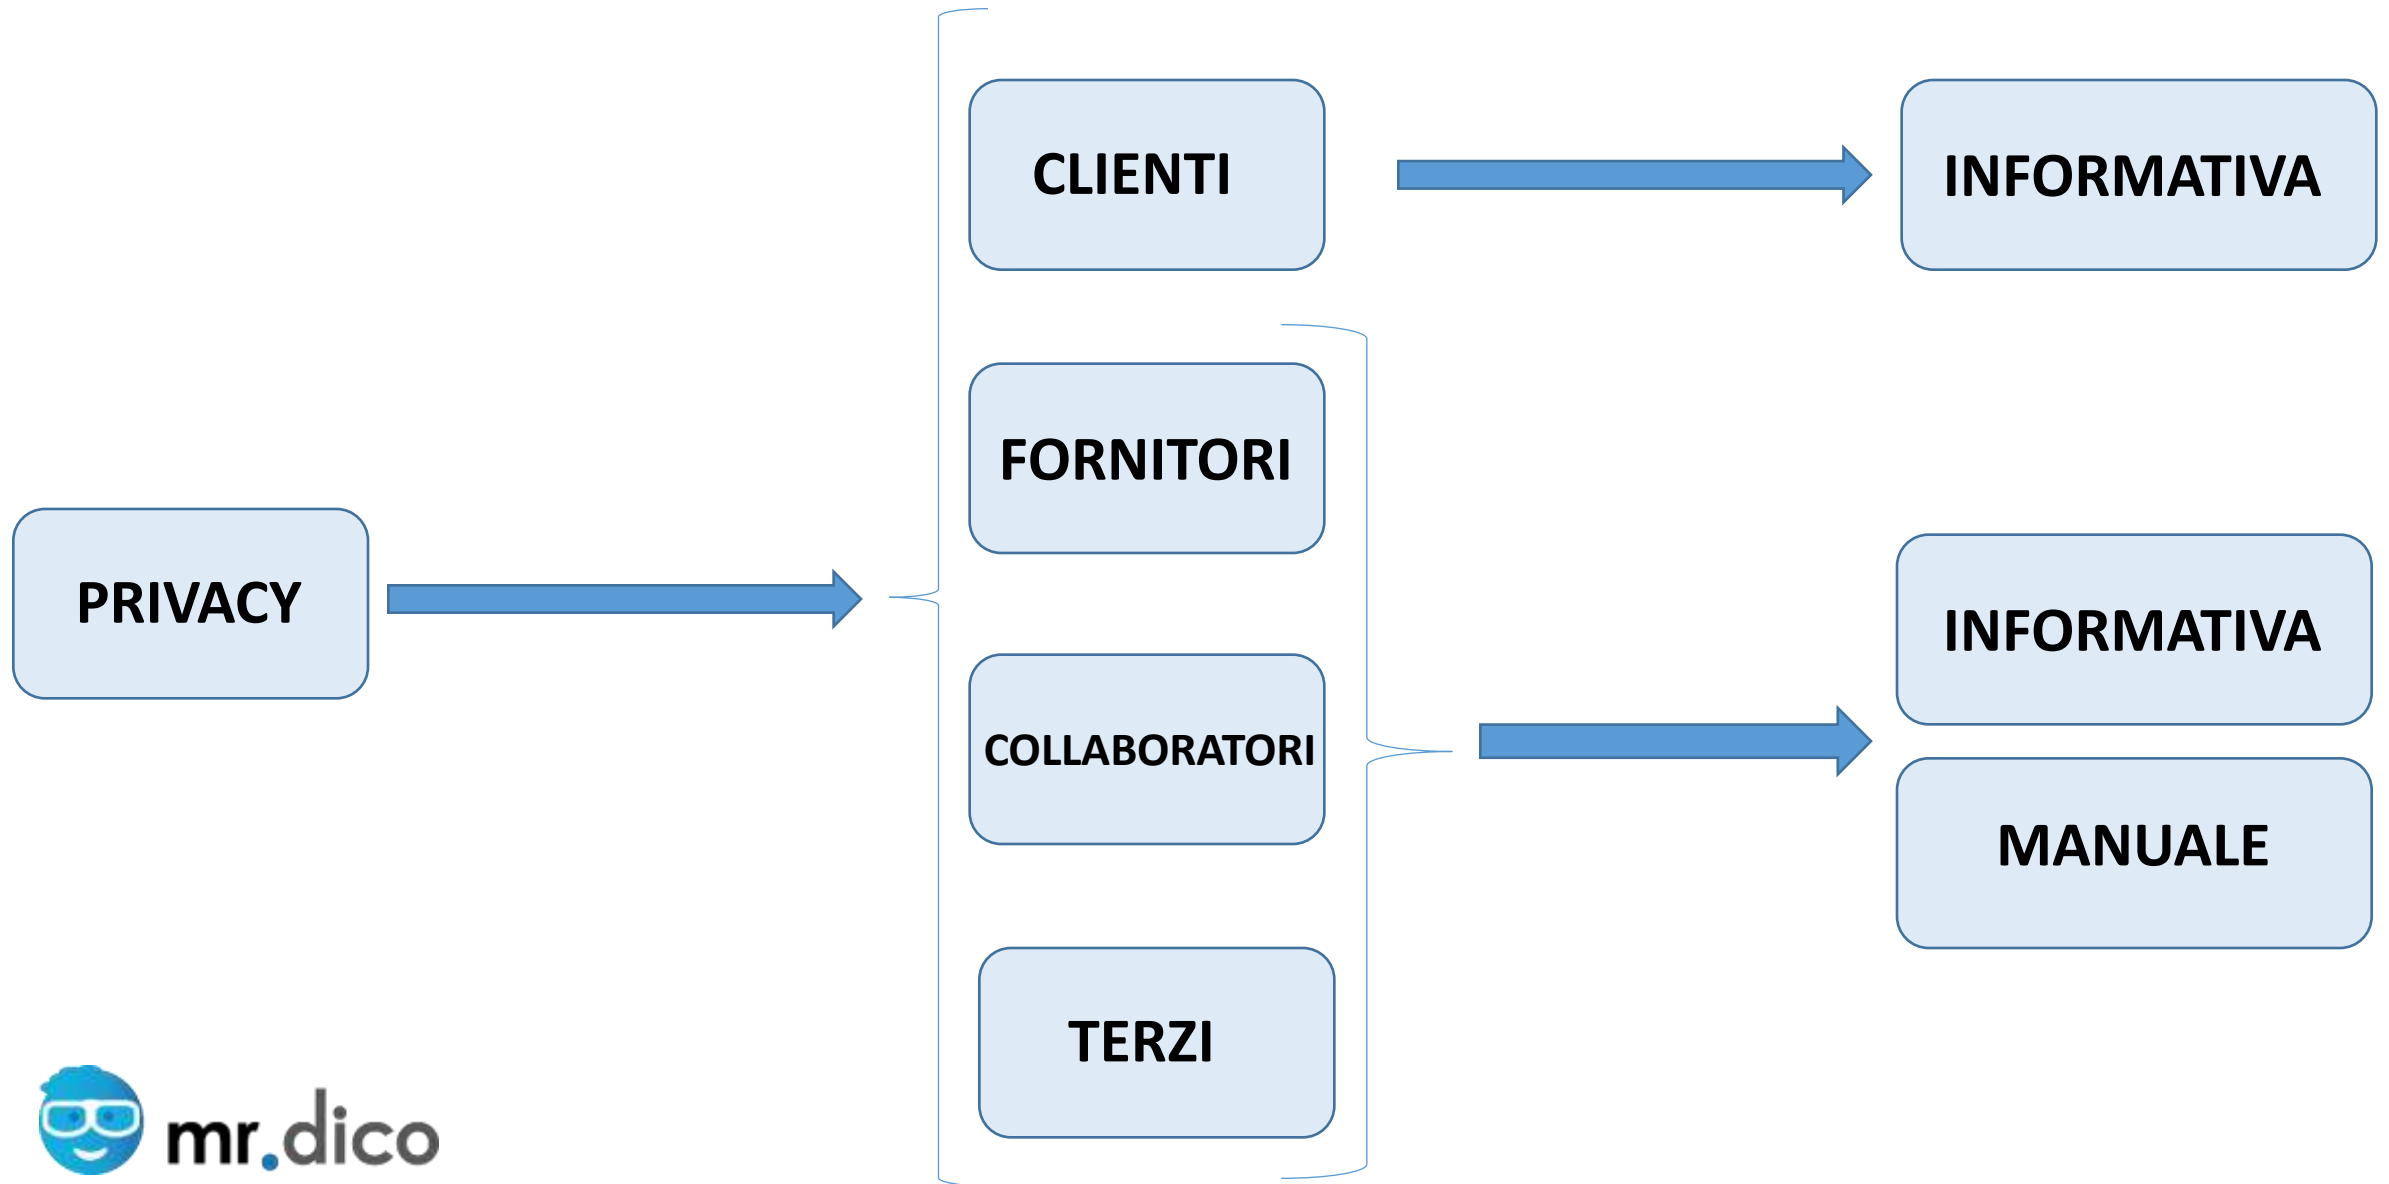 CLIENTI
INFORMATIVA
FORNITORI
PRIVACY
INFORMATIVA
COLLABORATORI
MANUALE
TERZI
mr.dico